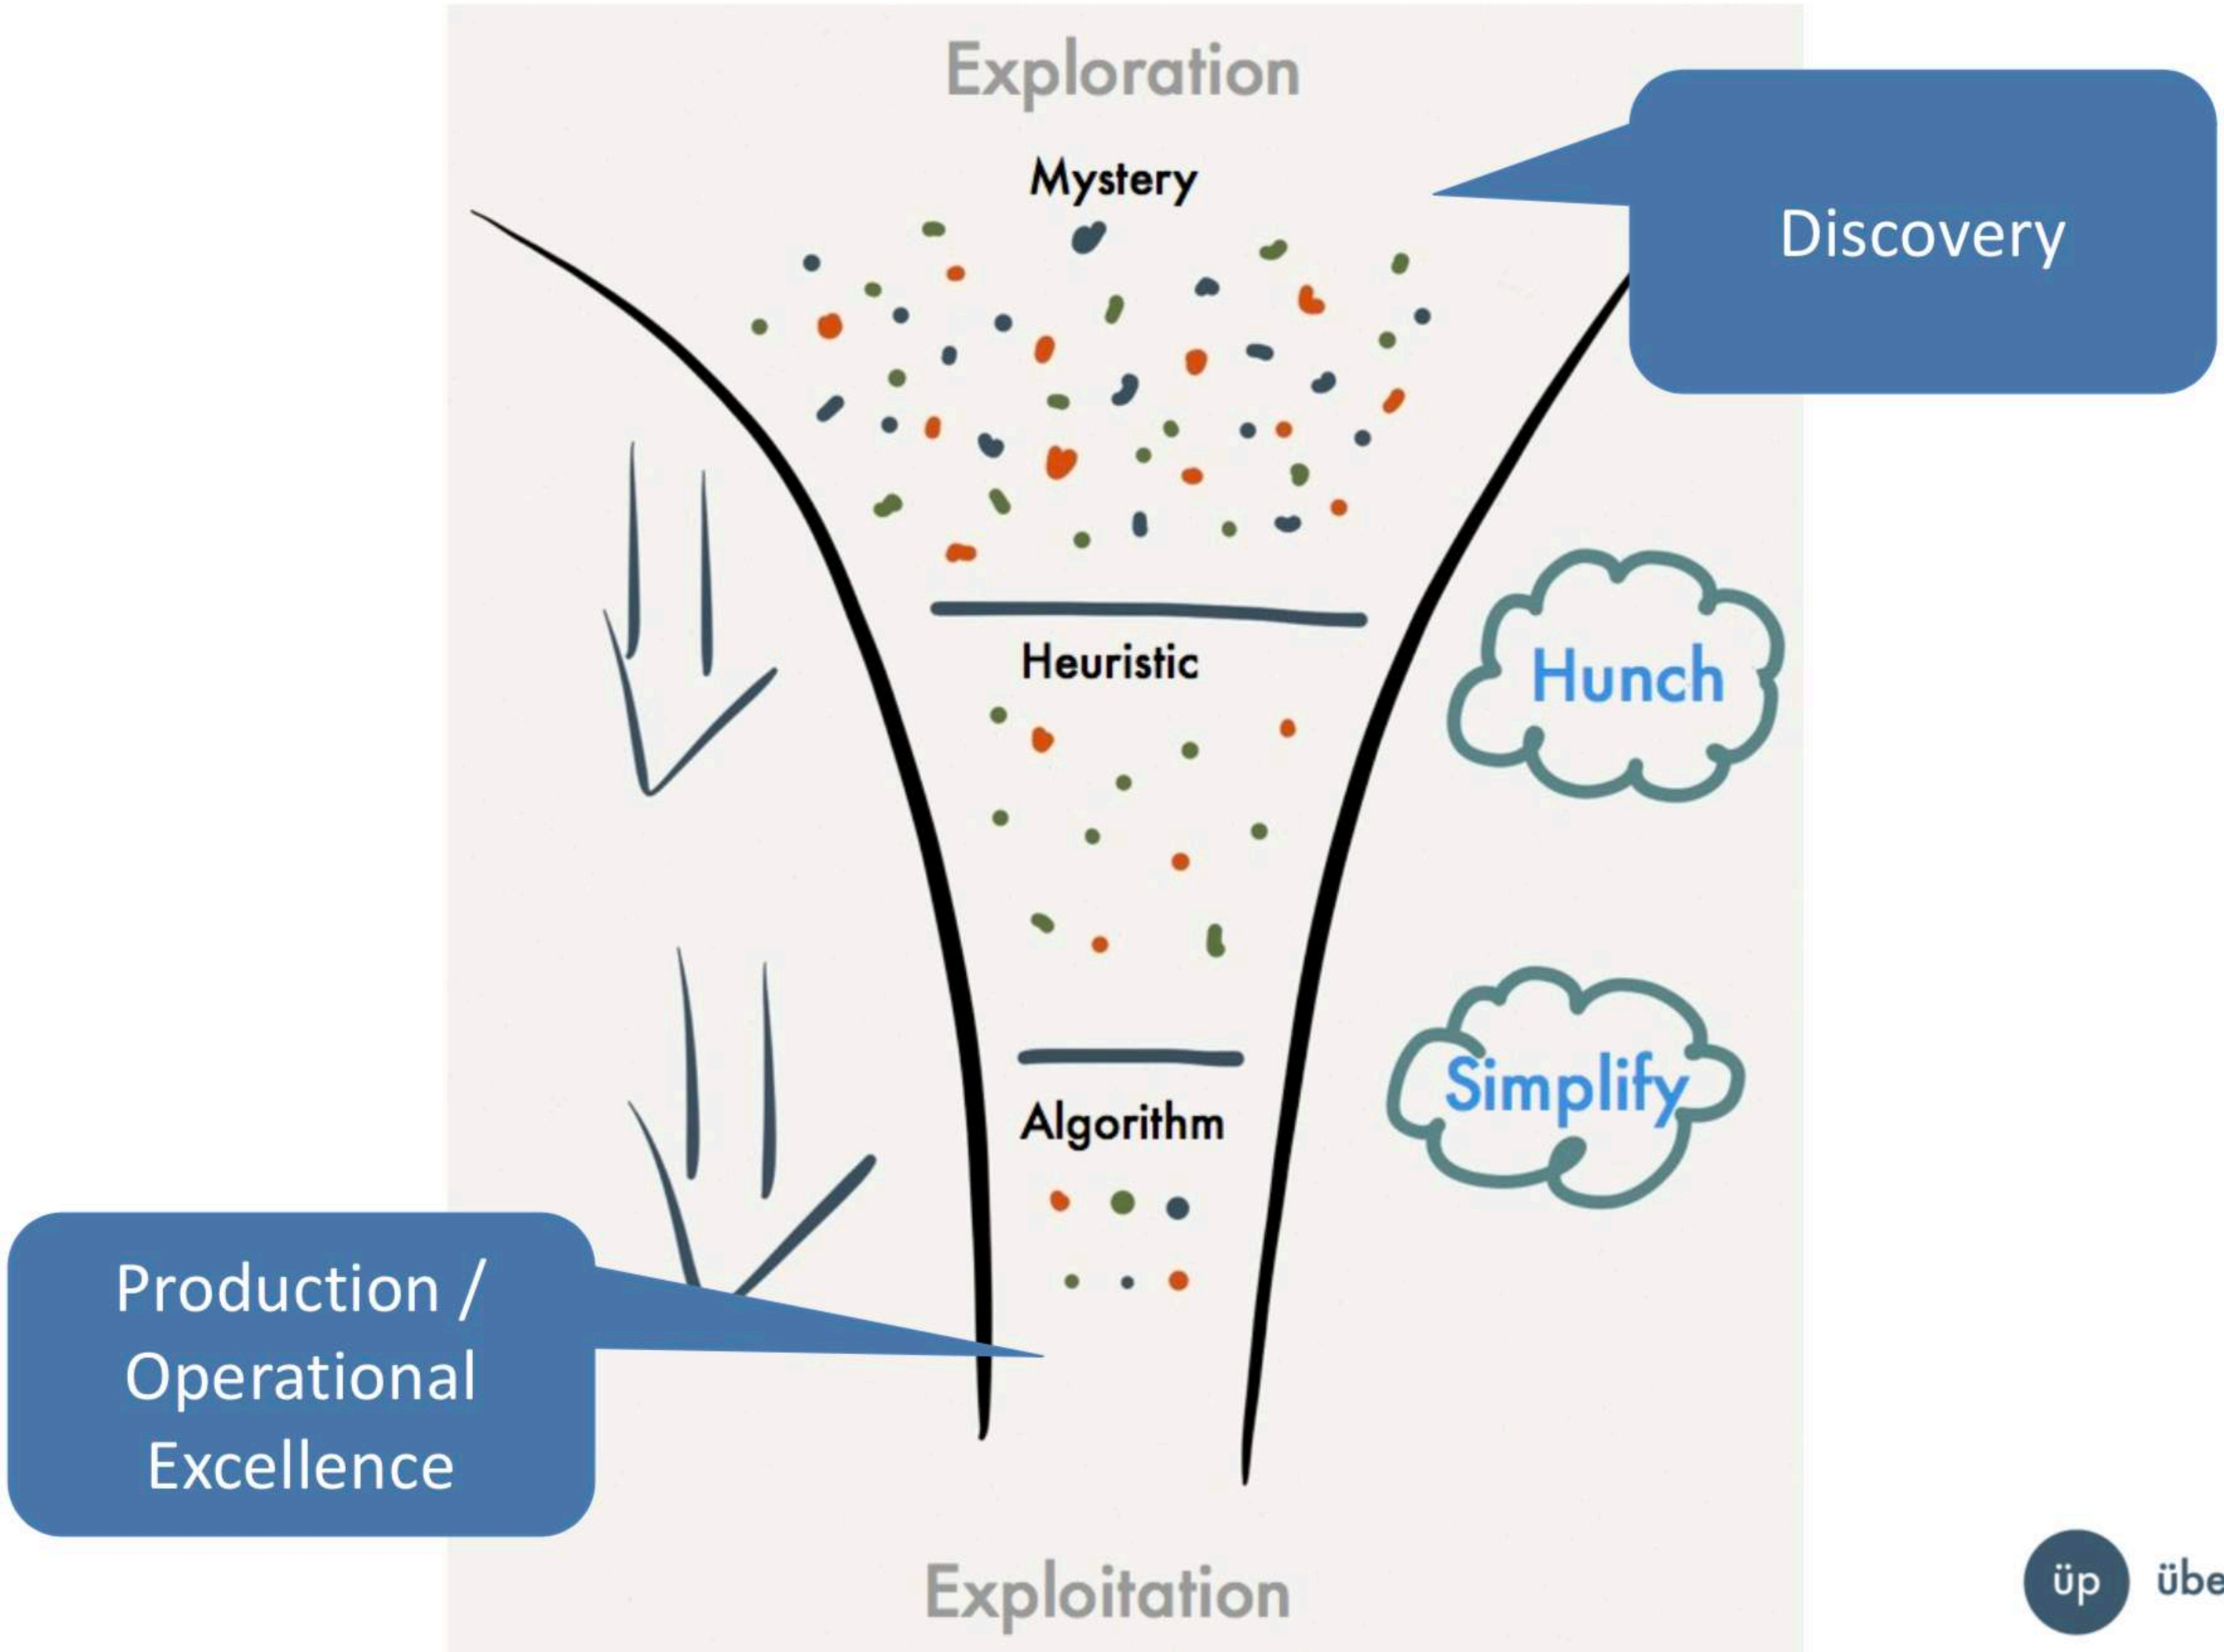 Exploration
Mystery
Discovery
Heuristic
Hunch
Simplify
Algorithm
Production /
Operational
Excellence
Exploitation
üp
übe